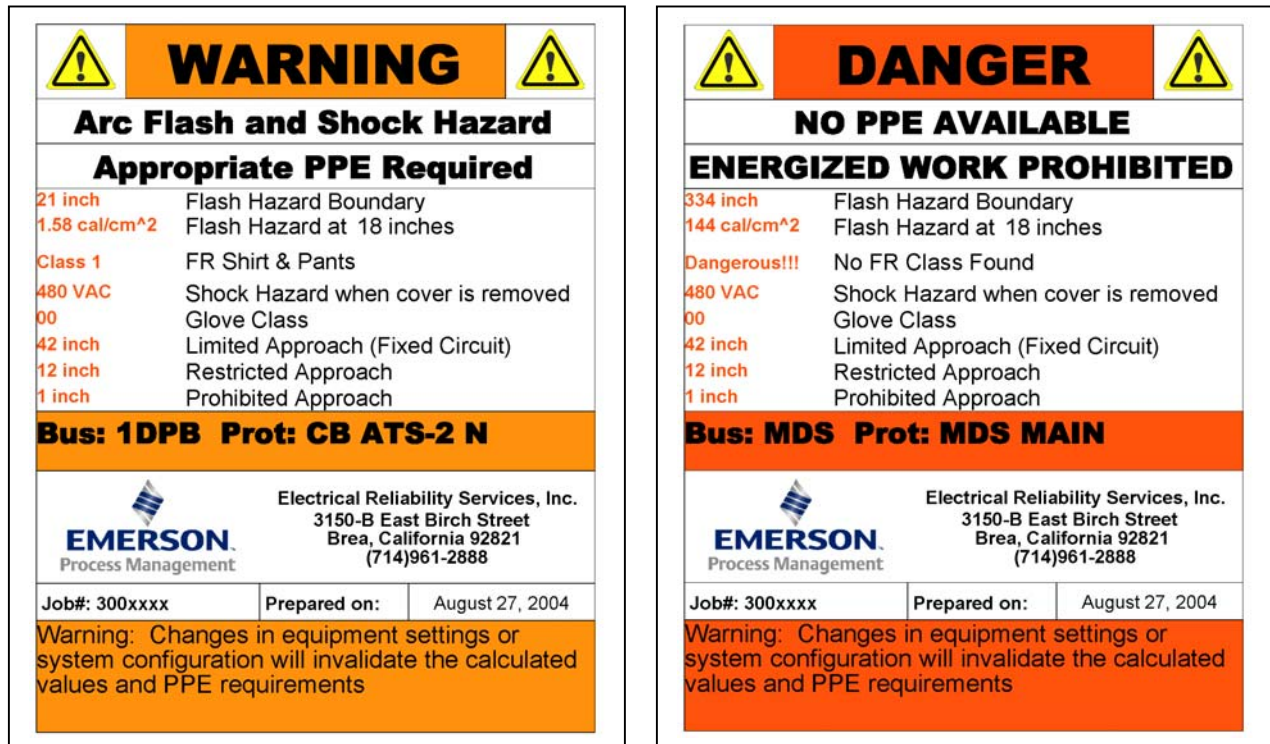 WARNING
Arc Flash and Shock Hazard
Appropriate PPE Required
21 inch Flash Hazard Boundary
1.58 cal/cm^2 Flash Hazard at 18 inches
Class 1 FR Shirt & Pants
480 VAC Shock Hazard when cover is removed
00 Glove Class
42 inch Limited Approach (Fixed Circuit)
12 inch Restricted Approach
1 inch Prohibited Approach
Bus: 1DPB Prot: CB ATS-2 N
EMERSON
Process Management
Electrical Reliability Services, Inc.
3150-B East Birch Street
Brea, California 92821
(714)961-2888
Job#: 300xxxx Prepared on: August 27, 2004
Warning: Changes in equipment settings or
system configuration will invalidate the calculated
values and PPE requirements
DANGER
NO PPE AVAILABLE
ENERGIZED WORK PROHIBITED
334 inch Flash Hazard Boundary
144 cal/cm^2 Flash Hazard at 18 inches
Dangerous!!! No FR Class Found
480 VAC Shock Hazard when cover is removed
00 Glove Class
42 inch Limited Approach (Fixed Circuit)
12 inch Restricted Approach
1 inch Prohibited Approach
Bus: MDS Prot: MDS MAIN
EMERSON
Process Management
Electrical Reliability Services, Inc.
3150-B East Birch Street
Brea, California 92821
(714)961-2888
Job#: 300xxxx Prepared on: August 27, 2004
Warning: Changes in equipment settings or
system configuration will invalidate the calculated
values and PPE requirements